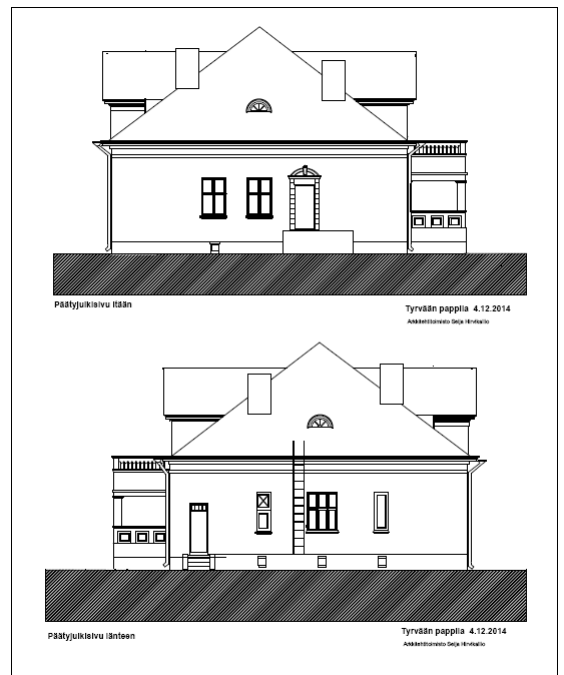 Päätyjulkisivu itään
Tyrvään pappila 4.12.2014
Arkkitehtitoimisto Seija Hirvikallio
Päätyjulkisivu länteen
Tyrvään pappila 4.12.2014
Arkkitehtitoimisto Seija Hirvikallio